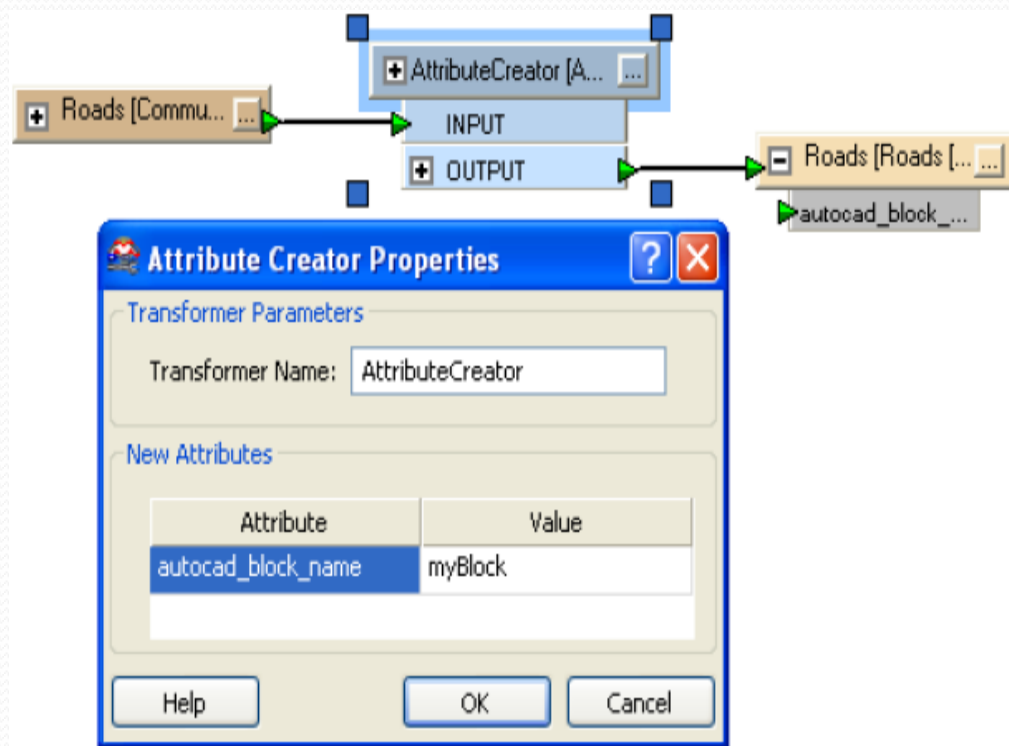 AttributeCreator [A... ...
Roads [Commu... ...
INPUT
OUTPUT
Roads [Roads [... ...
autocad_block_...
Attribute Creator Properties
Transformer Parameters
Transformer Name: AttributeCreator
New Attributes
Attribute Value
autocad_block_name myBlock
Help OK Cancel